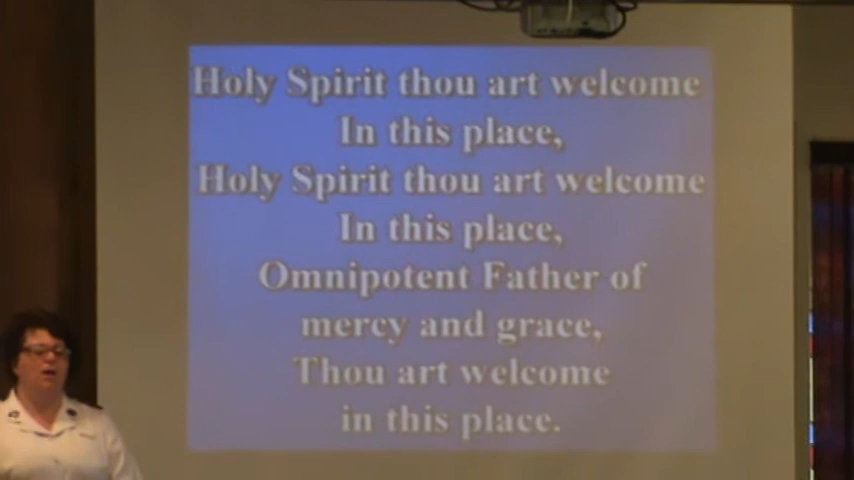 Holy Spirit thou art welcome
In this place,
Holy Spirit thou art welcome
In this place,
Omnipotent Father of
mercy and grace,
Thou art welcome
in this place.